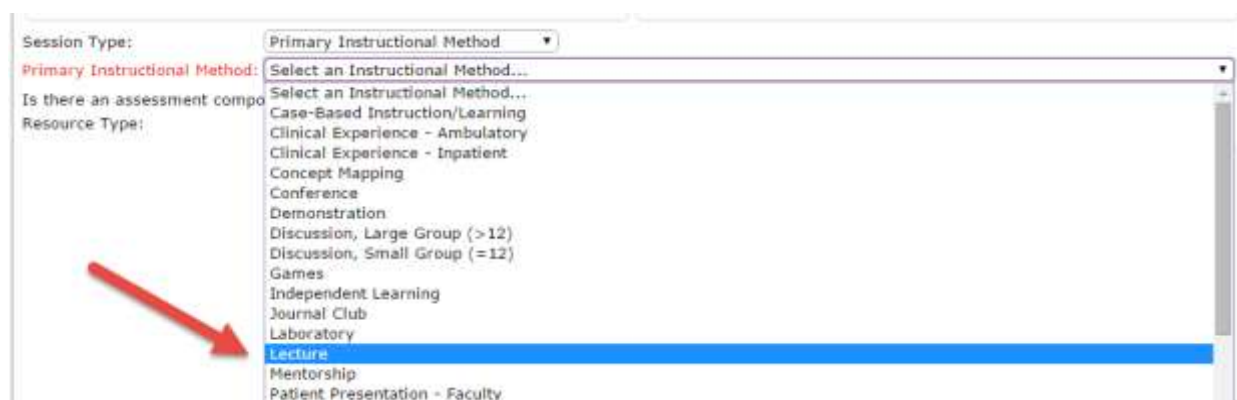 Session Type: Primary Instructional Method
Primary Instructional Method: Select an Instructional Method...
Is there an assessment compo Select an Instructional Method...
Resource Type: Case-Based Instruction/Learning
Clinical Experience - Ambulatory
Clinical Experience - Inpatient
Concept Mapping
Conference
Demonstration
Discussion, Large Group (>12)
Discussion, Small Group (=12)
Games
Independent Learning
Journal Club
Laboratory
Lecture
Mentorship
Patient Presentation - Faculty